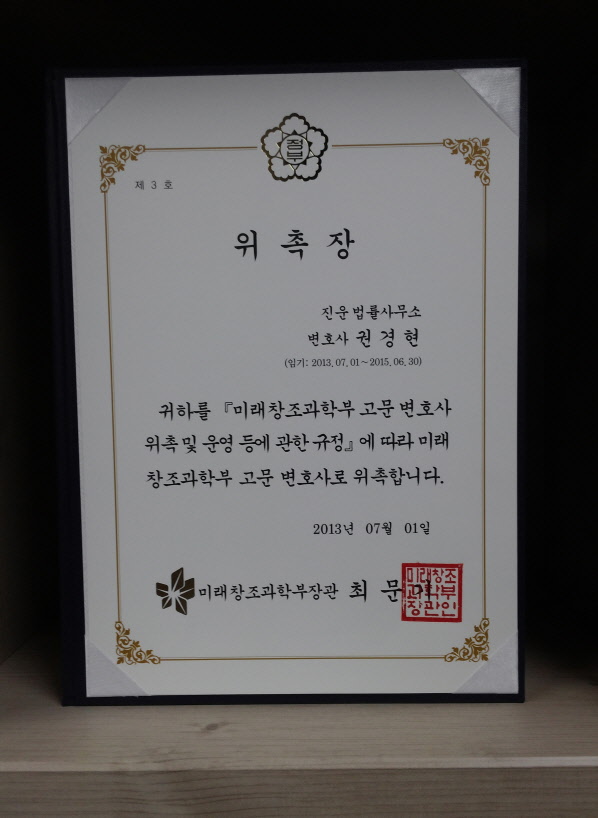 정부
제 3 호
위 촉 장
진운 법률사무소
변호사 권 경 현
(임기: 2013. 07. 01 ~ 2015. 06. 30)
귀하를 『미래창조과학부 고문 변호사
위촉 및 운영 등에 관한 규정』에 따라 미래
창조과학부 고문 변호사로 위촉합니다.
2013년 07월 01일
미래창조과학부장관 최 문
미래창조
과학부
장관인